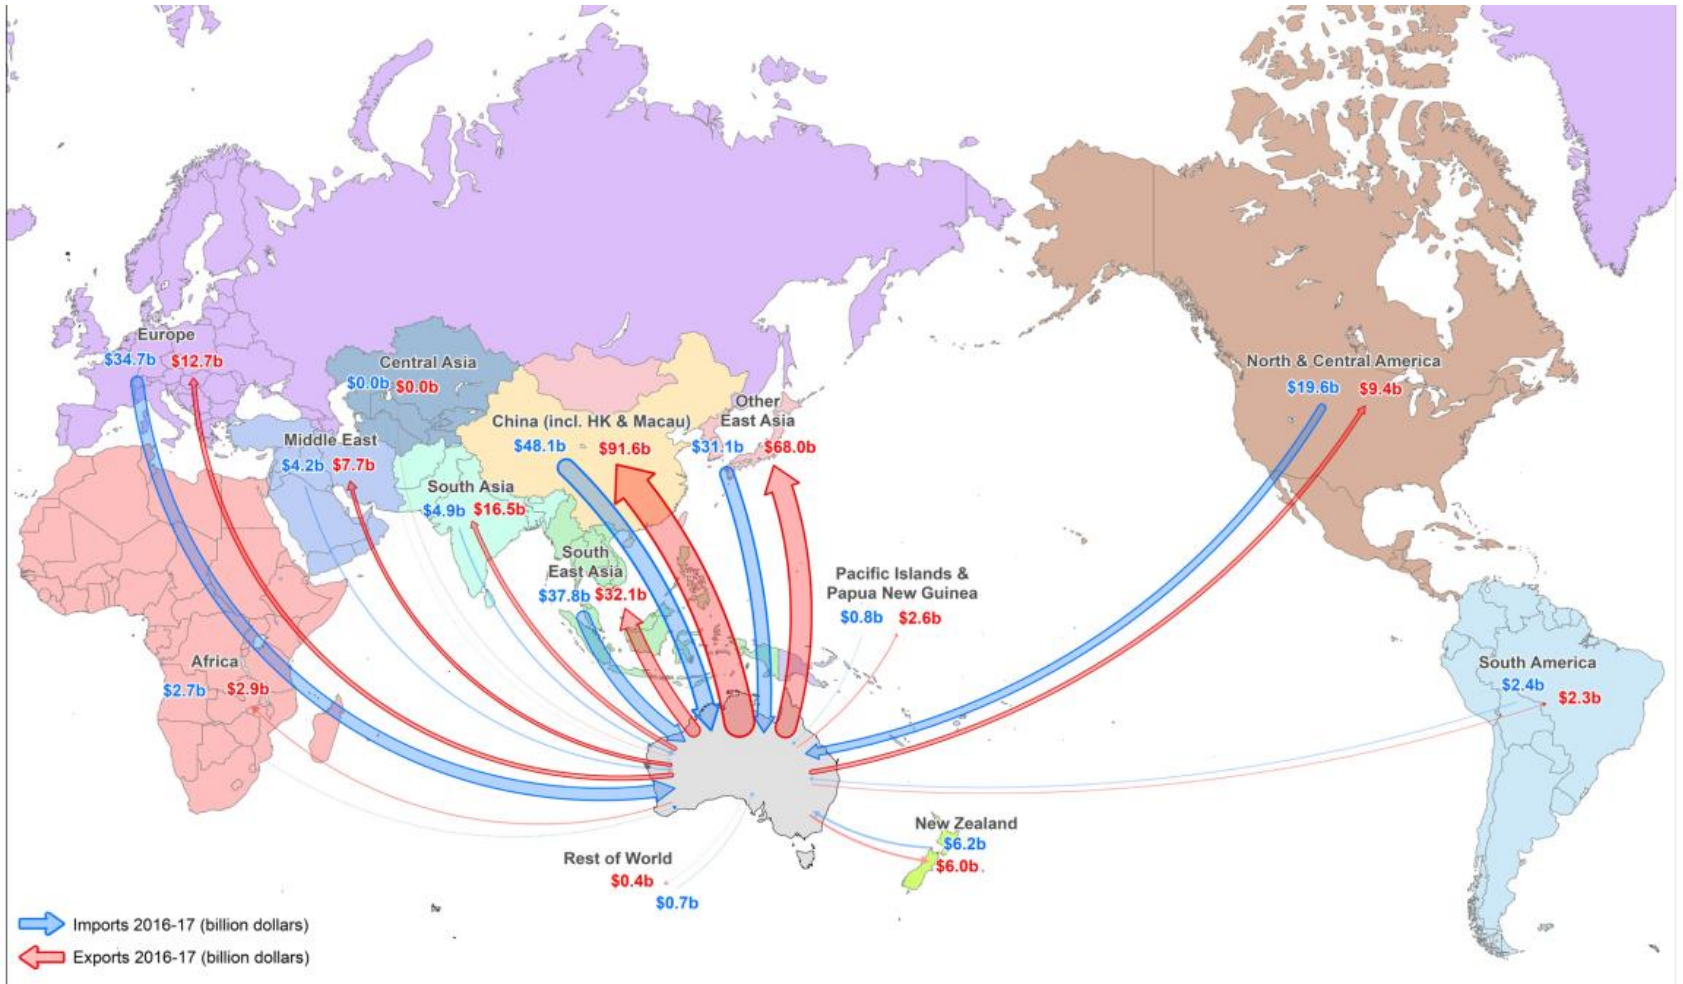 Europe
$34.7b $12.7b
Central Asia
$0.0b $0.0b
North & Central America
$19.6b $9.4b
Other
East Asia
$31.1b $68.0b
China (incl. HK & Macau)
$48.1b $91.6b
Middle East
$4.2b $7.7b
South Asia
$4.9b $16.5b
South
East Asia
$37.8b $32.1b
Pacific Islands &
Papua New Guinea
$0.8b $2.6b
Africa
$2.7b $2.9b
South America
$2.4b $2.3b
New Zealand
$6.2b
$6.0b
Rest of World
$0.4b
$0.7b
Imports 2016-17 (billion dollars)
Exports 2016-17 (billion dollars)